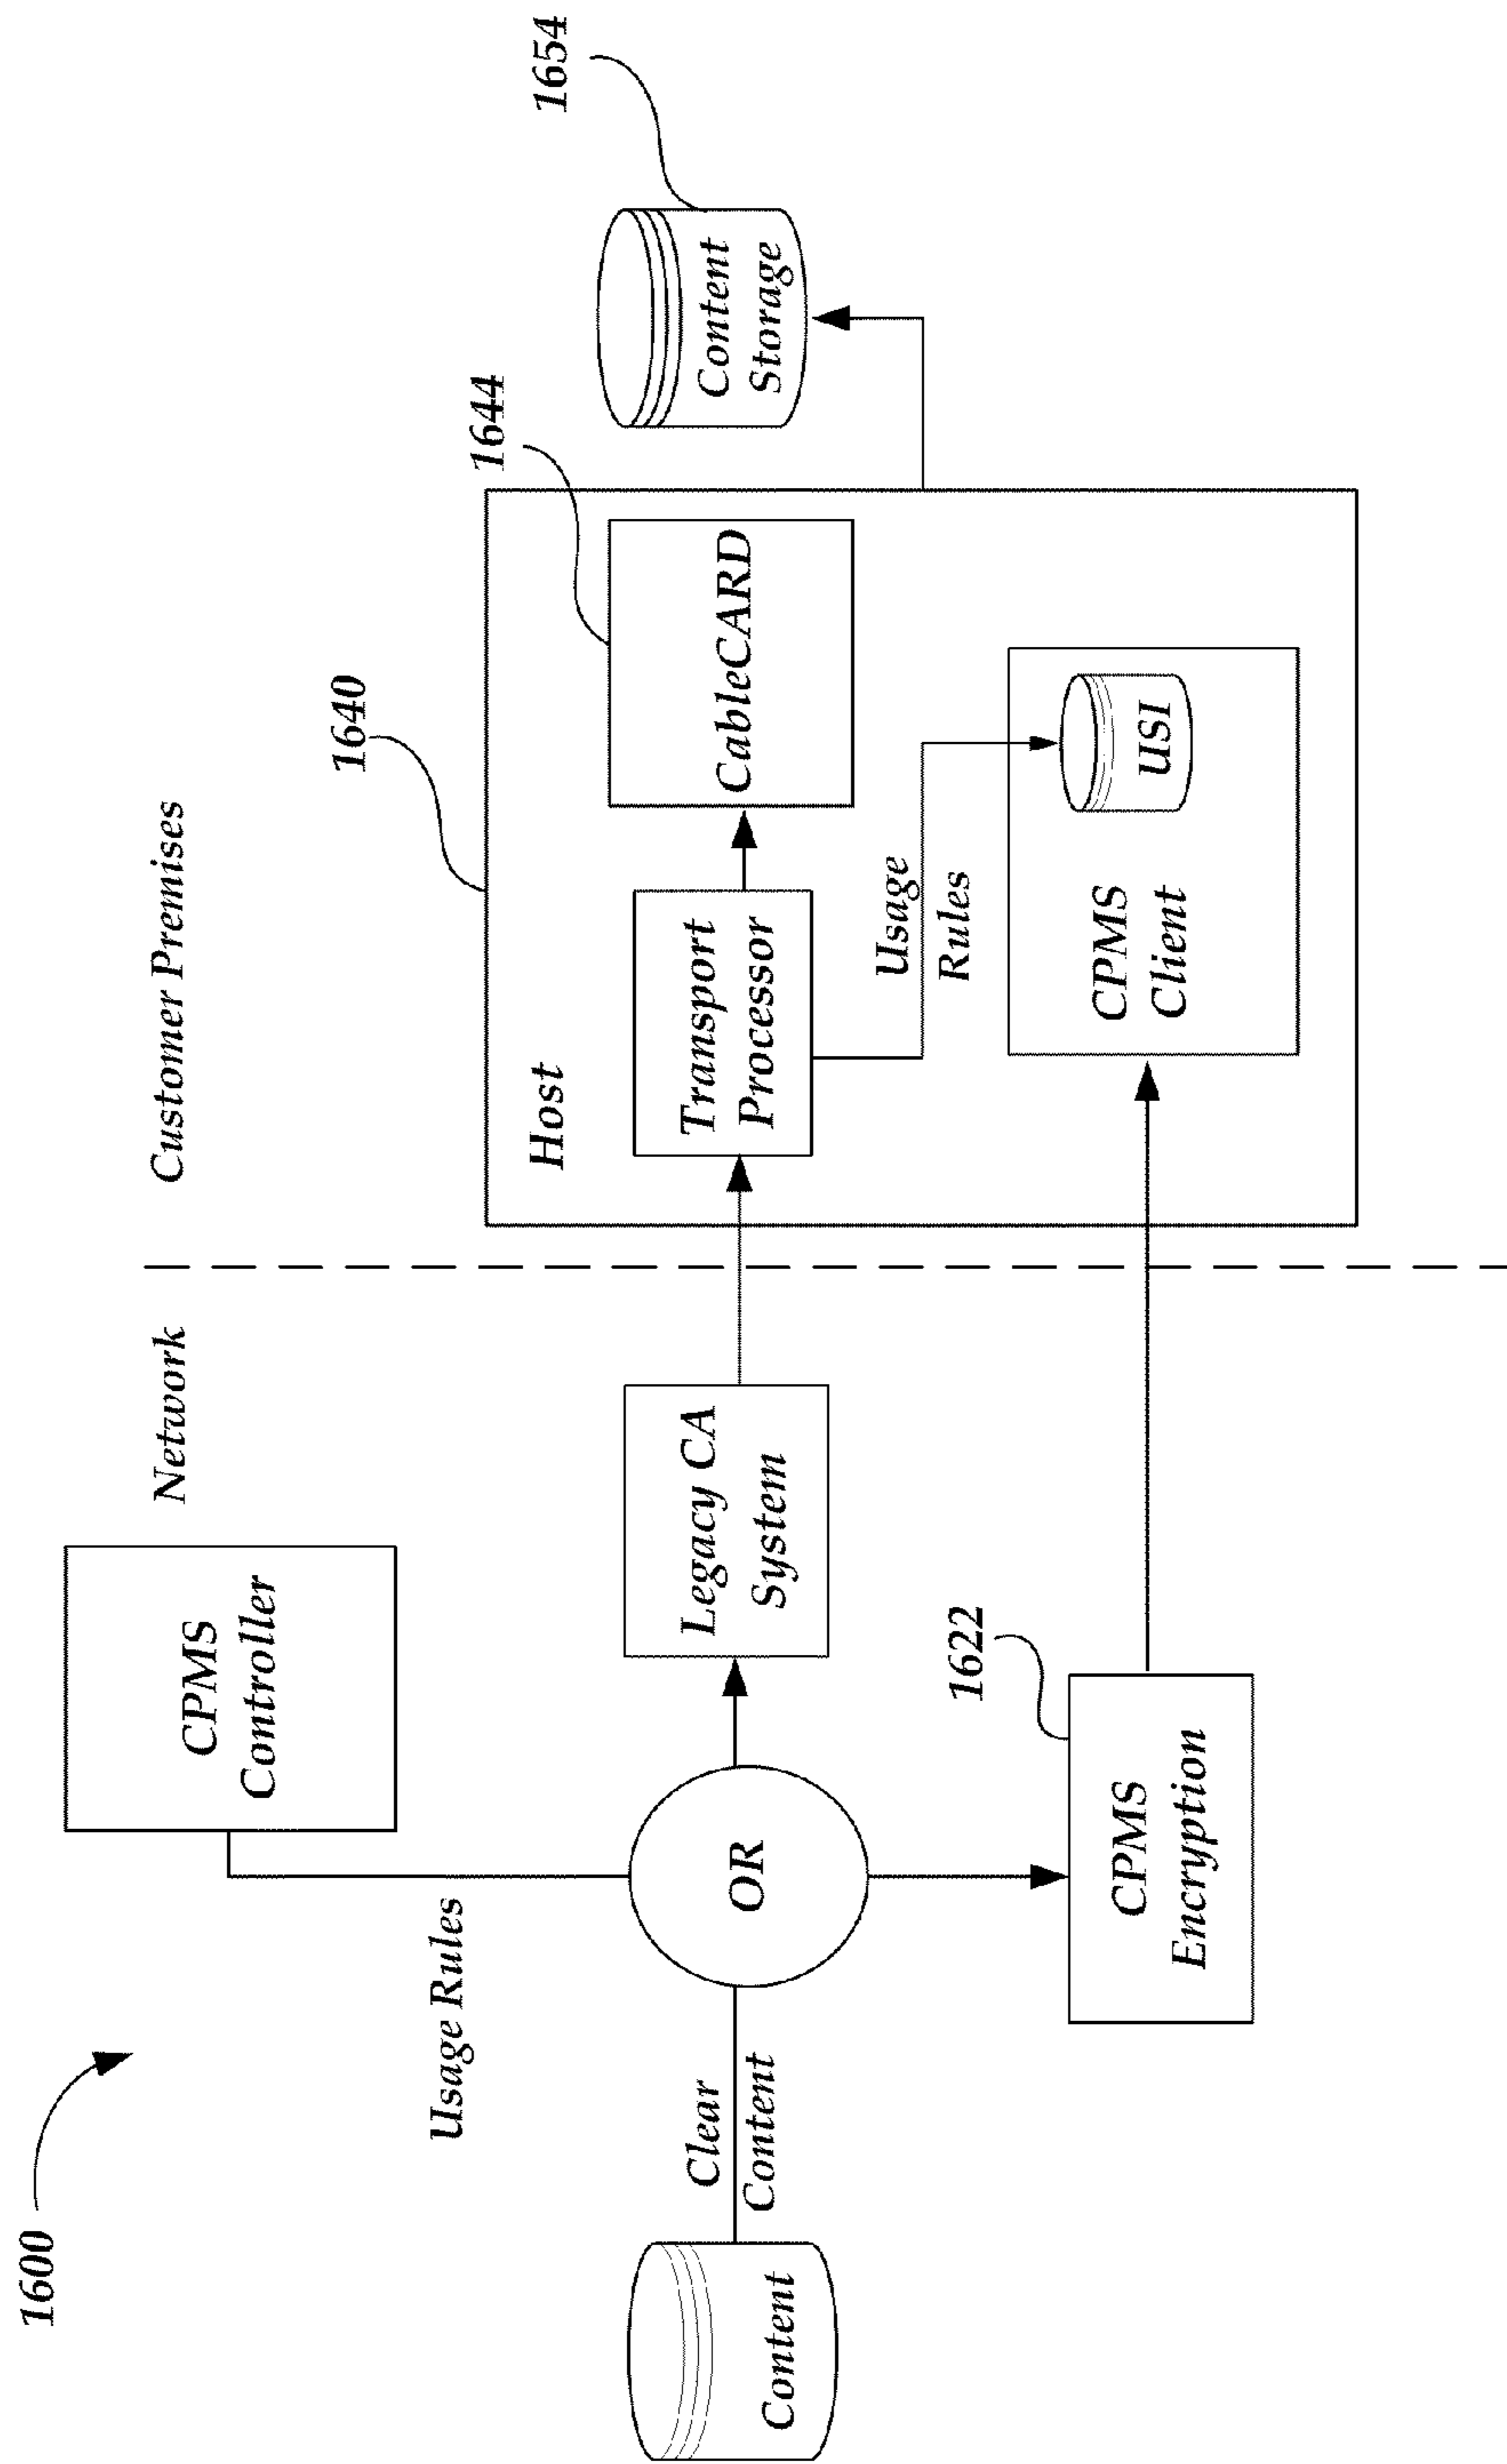 1600
Network
Customer Premises
CPMS
Controller
Usage Rules
1640
1644
1654
Host
Content
Clear
Content
OR
Legacy CA
System
Transport
Processor
CableCARD
Content
Storage
Usage
Rules
1622
CPMS
Encryption
CPMS
Client
USI